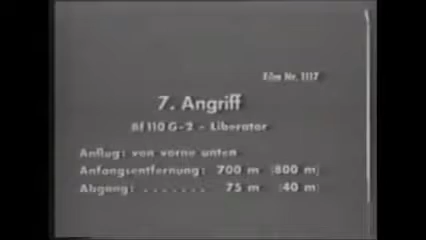 Film Nr. 1117
7. Angriff
Bf 110 G-2 - Liberator
Anflug: von vorne unten
Anfangsentfernung: 700 m (800 m)
Abgang: . . . . . . . 75 m (40 m)